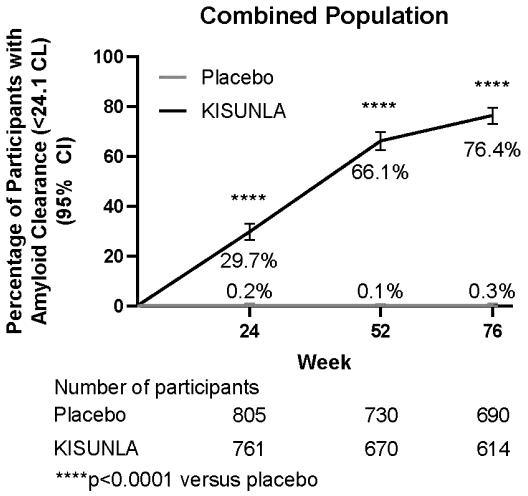 Combined Population
Percentage of Participants with
Amyloid Clearance (<24.1 CL)
(95% CI)
100
80
60
40
20
0
Placebo
KISUNLA
****
****
****
76.4%
66.1%
29.7%
0.2%
0.1%
0.3%
24
52
76
Week
Number of participants
Placebo 805 730 690
KISUNLA 761 670 614
****p<0.0001 versus placebo